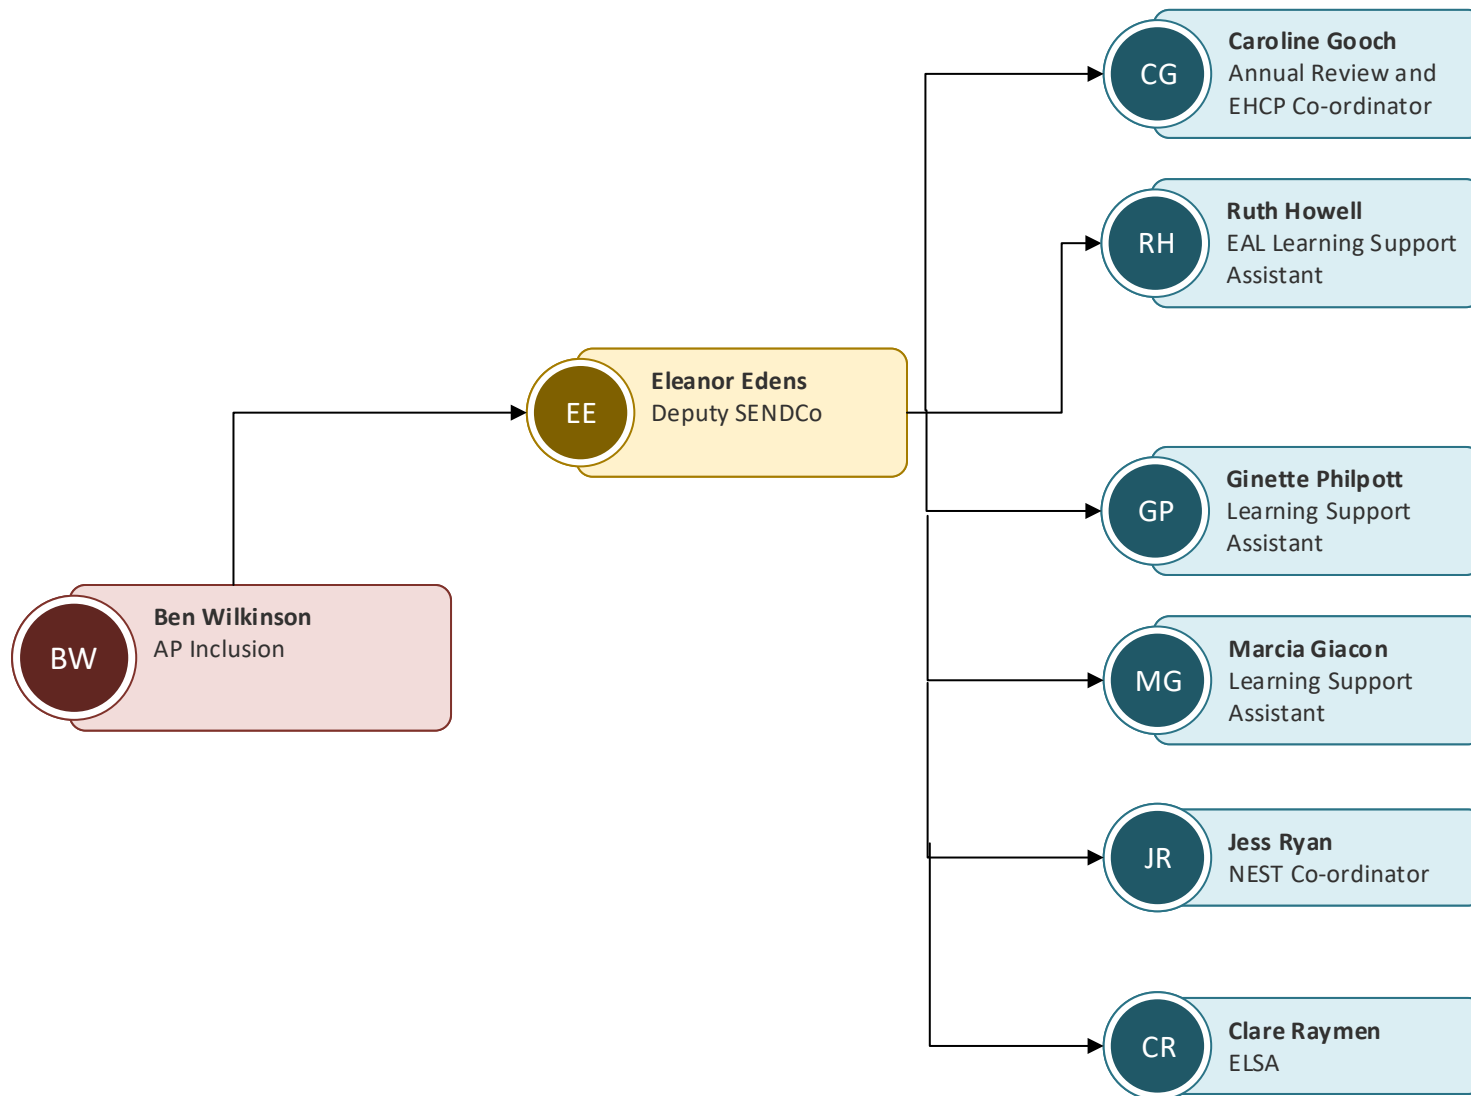 CG
Caroline Gooch
Annual Review and
EHCP Co-ordinator
RH
Ruth Howell
EAL Learning Support
Assistant
EE
Eleanor Edens
Deputy SENDCo
GP
Ginette Philpott
Learning Support
Assistant
BW
Ben Wilkinson
AP Inclusion
MG
Marcia Giacon
Learning Support
Assistant
JR
Jess Ryan
NEST Co-ordinator
CR
Clare Raymen
ELSA